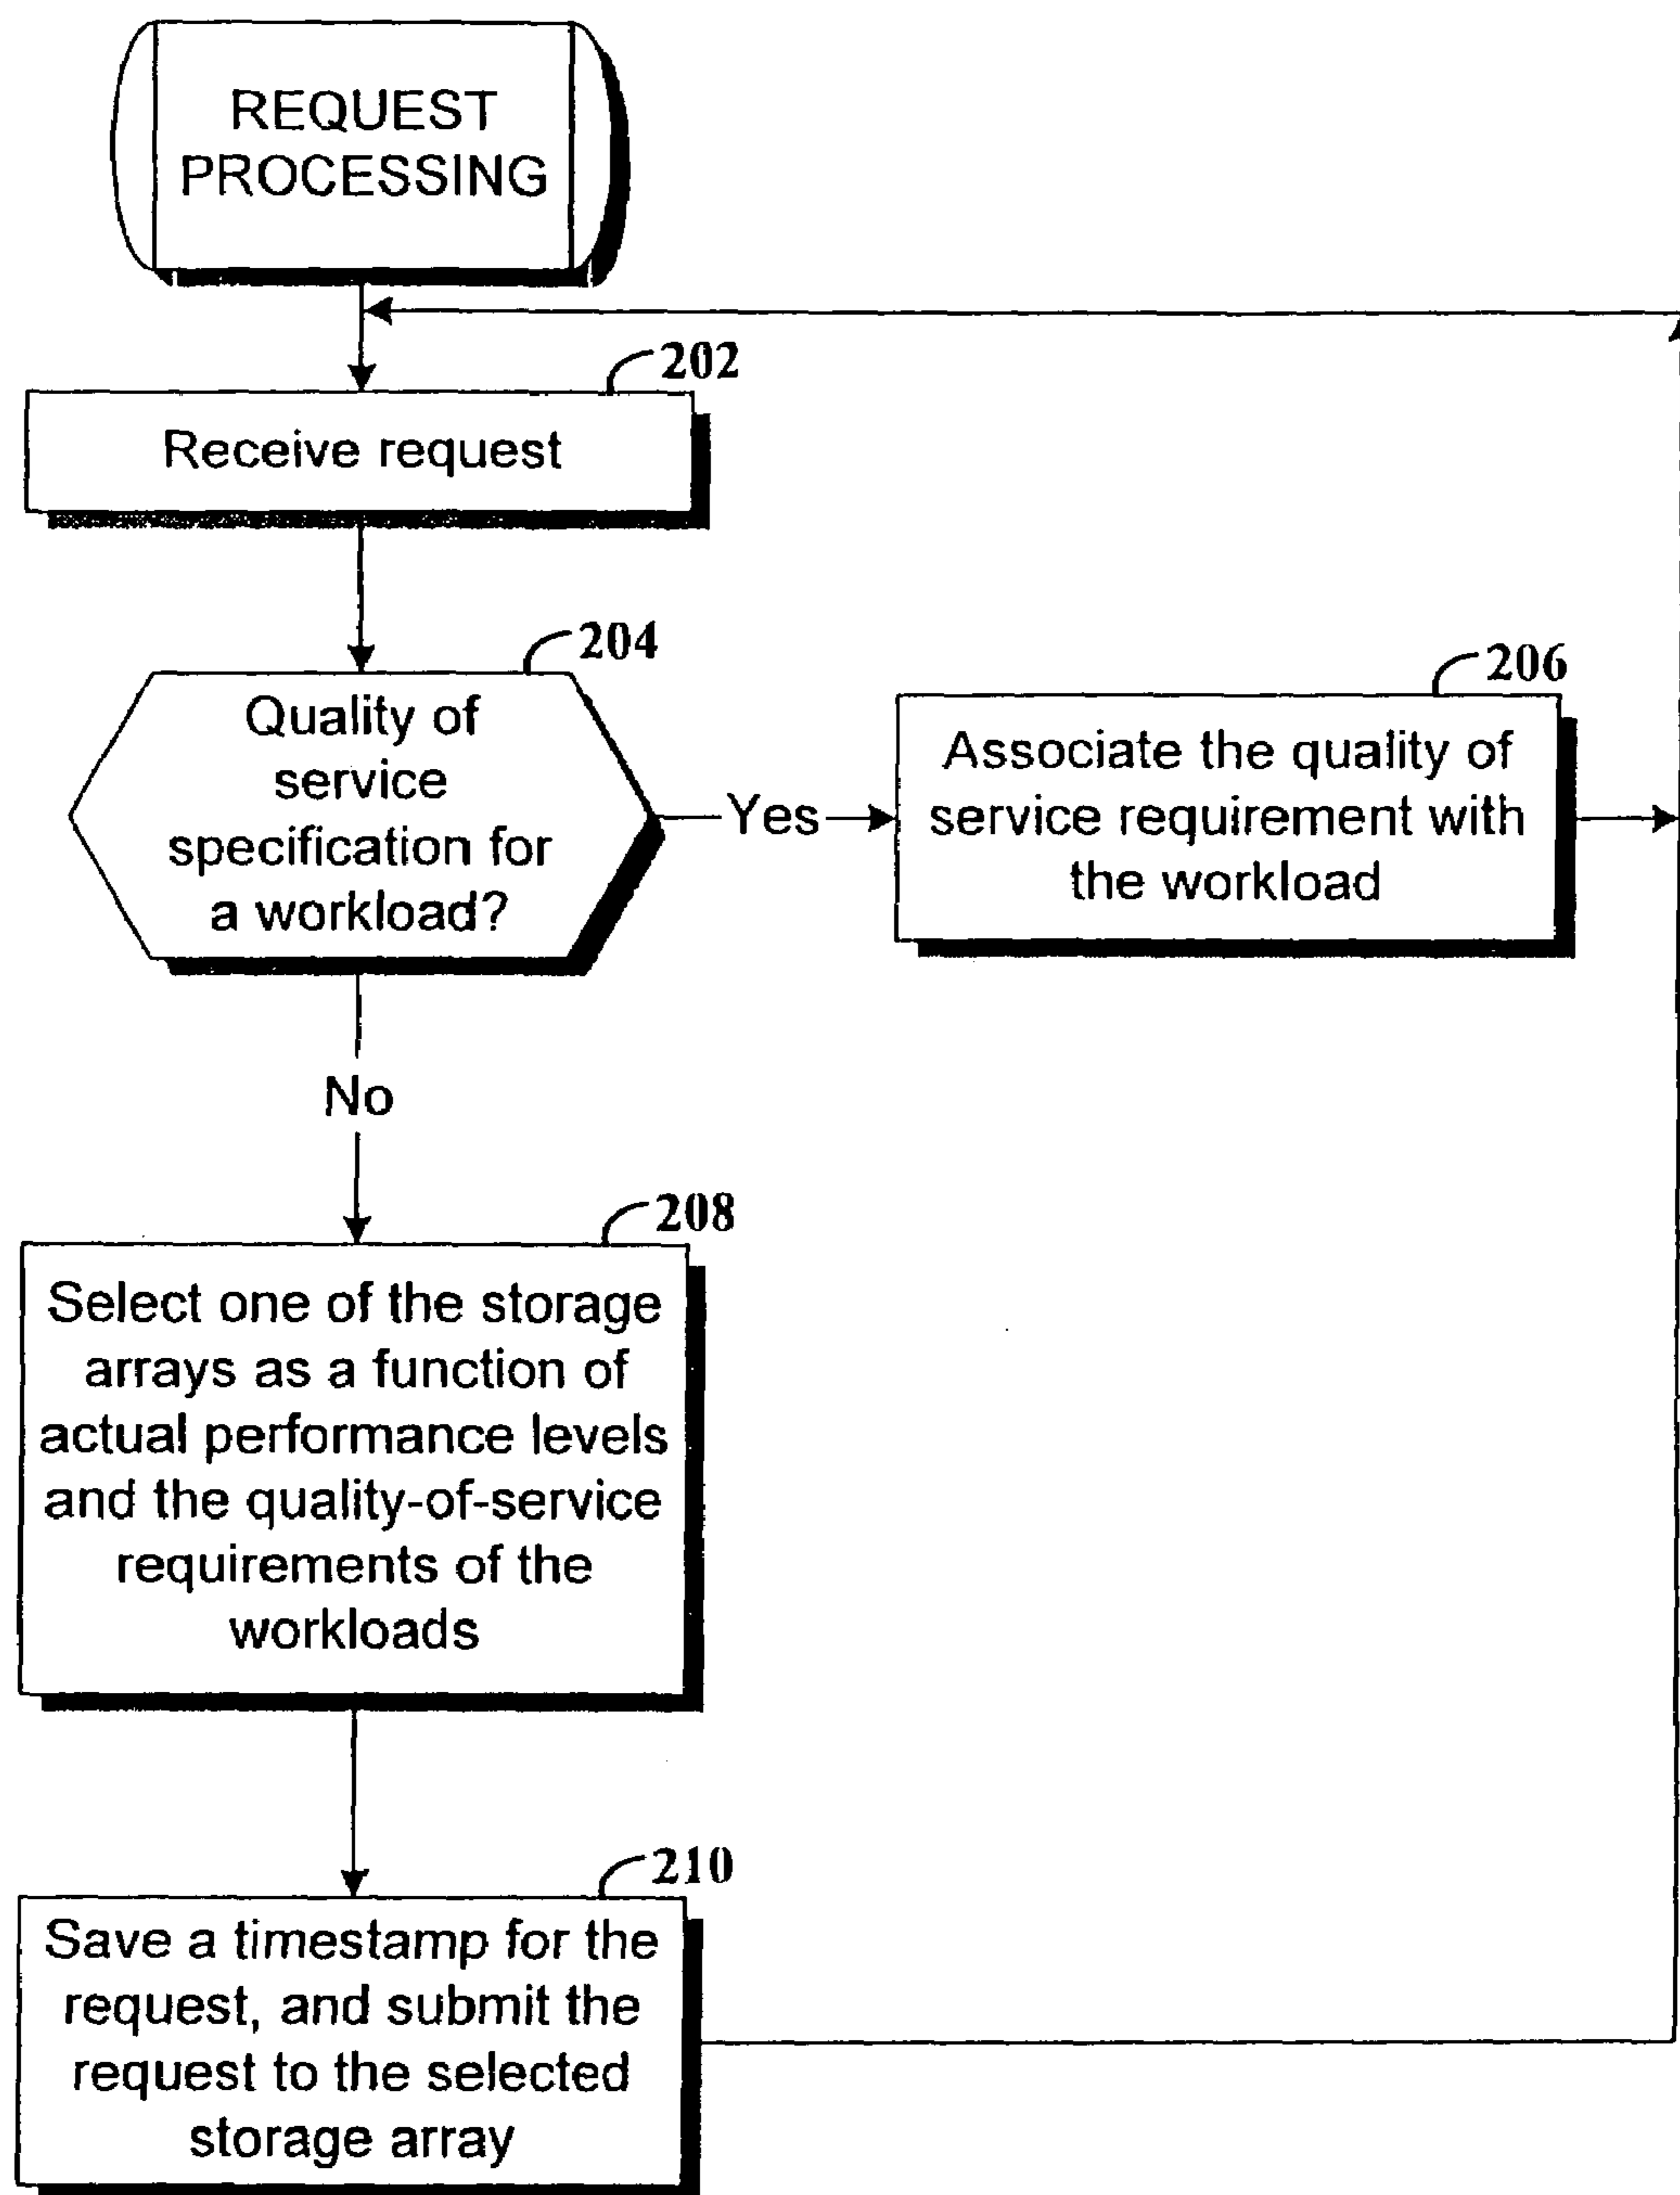 REQUEST
PROCESSING
202
Receive request
204
Quality of
service
specification for
a workload?
Yes
206
Associate the quality of
service requirement with
the workload
No
208
Select one of the storage
arrays as a function of
actual performance levels
and the quality-of-service
requirements of the
workloads
210
Save a timestamp for the
request, and submit the
request to the selected
storage array